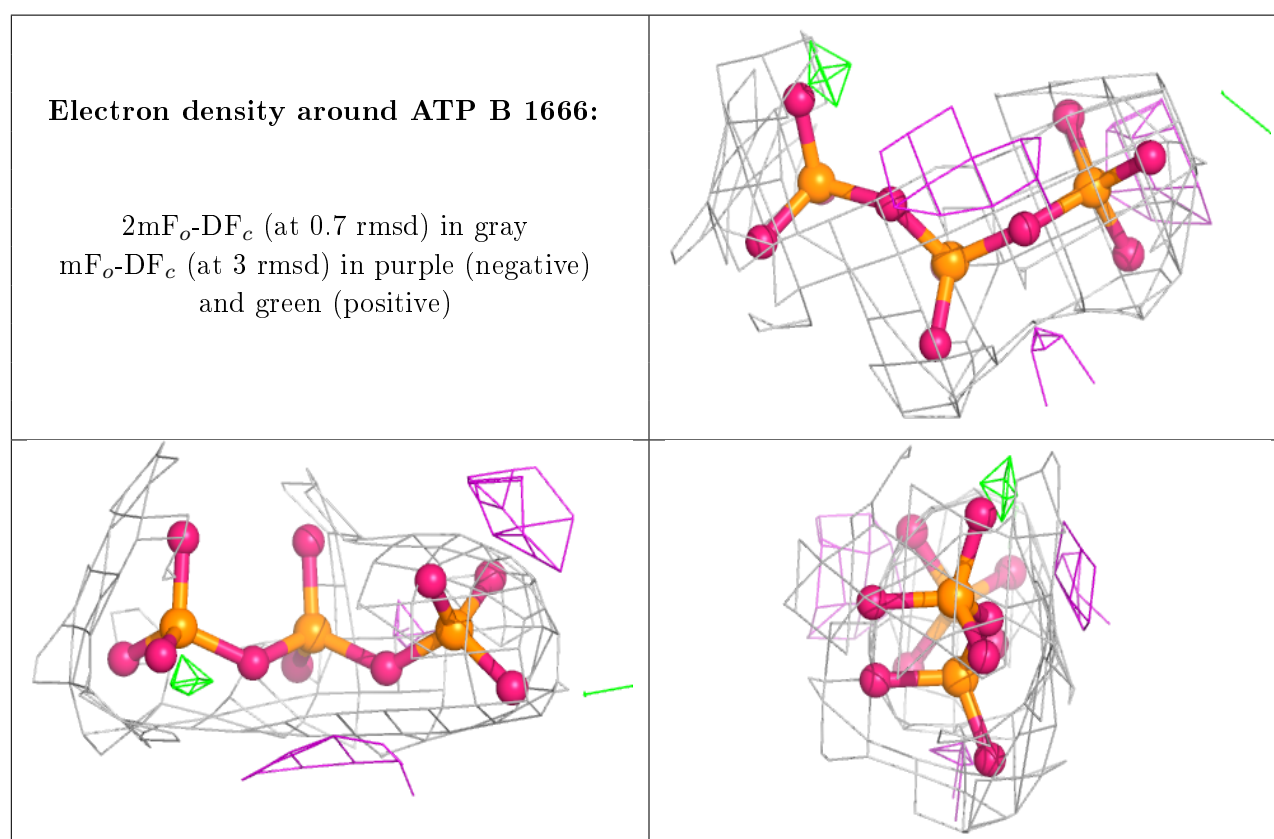 Electron density around ATP B 1666:
2mFo-DFc (at 0.7 rmsd) in gray
mFo-DFc (at 3 rmsd) in purple (negative)
and green (positive)